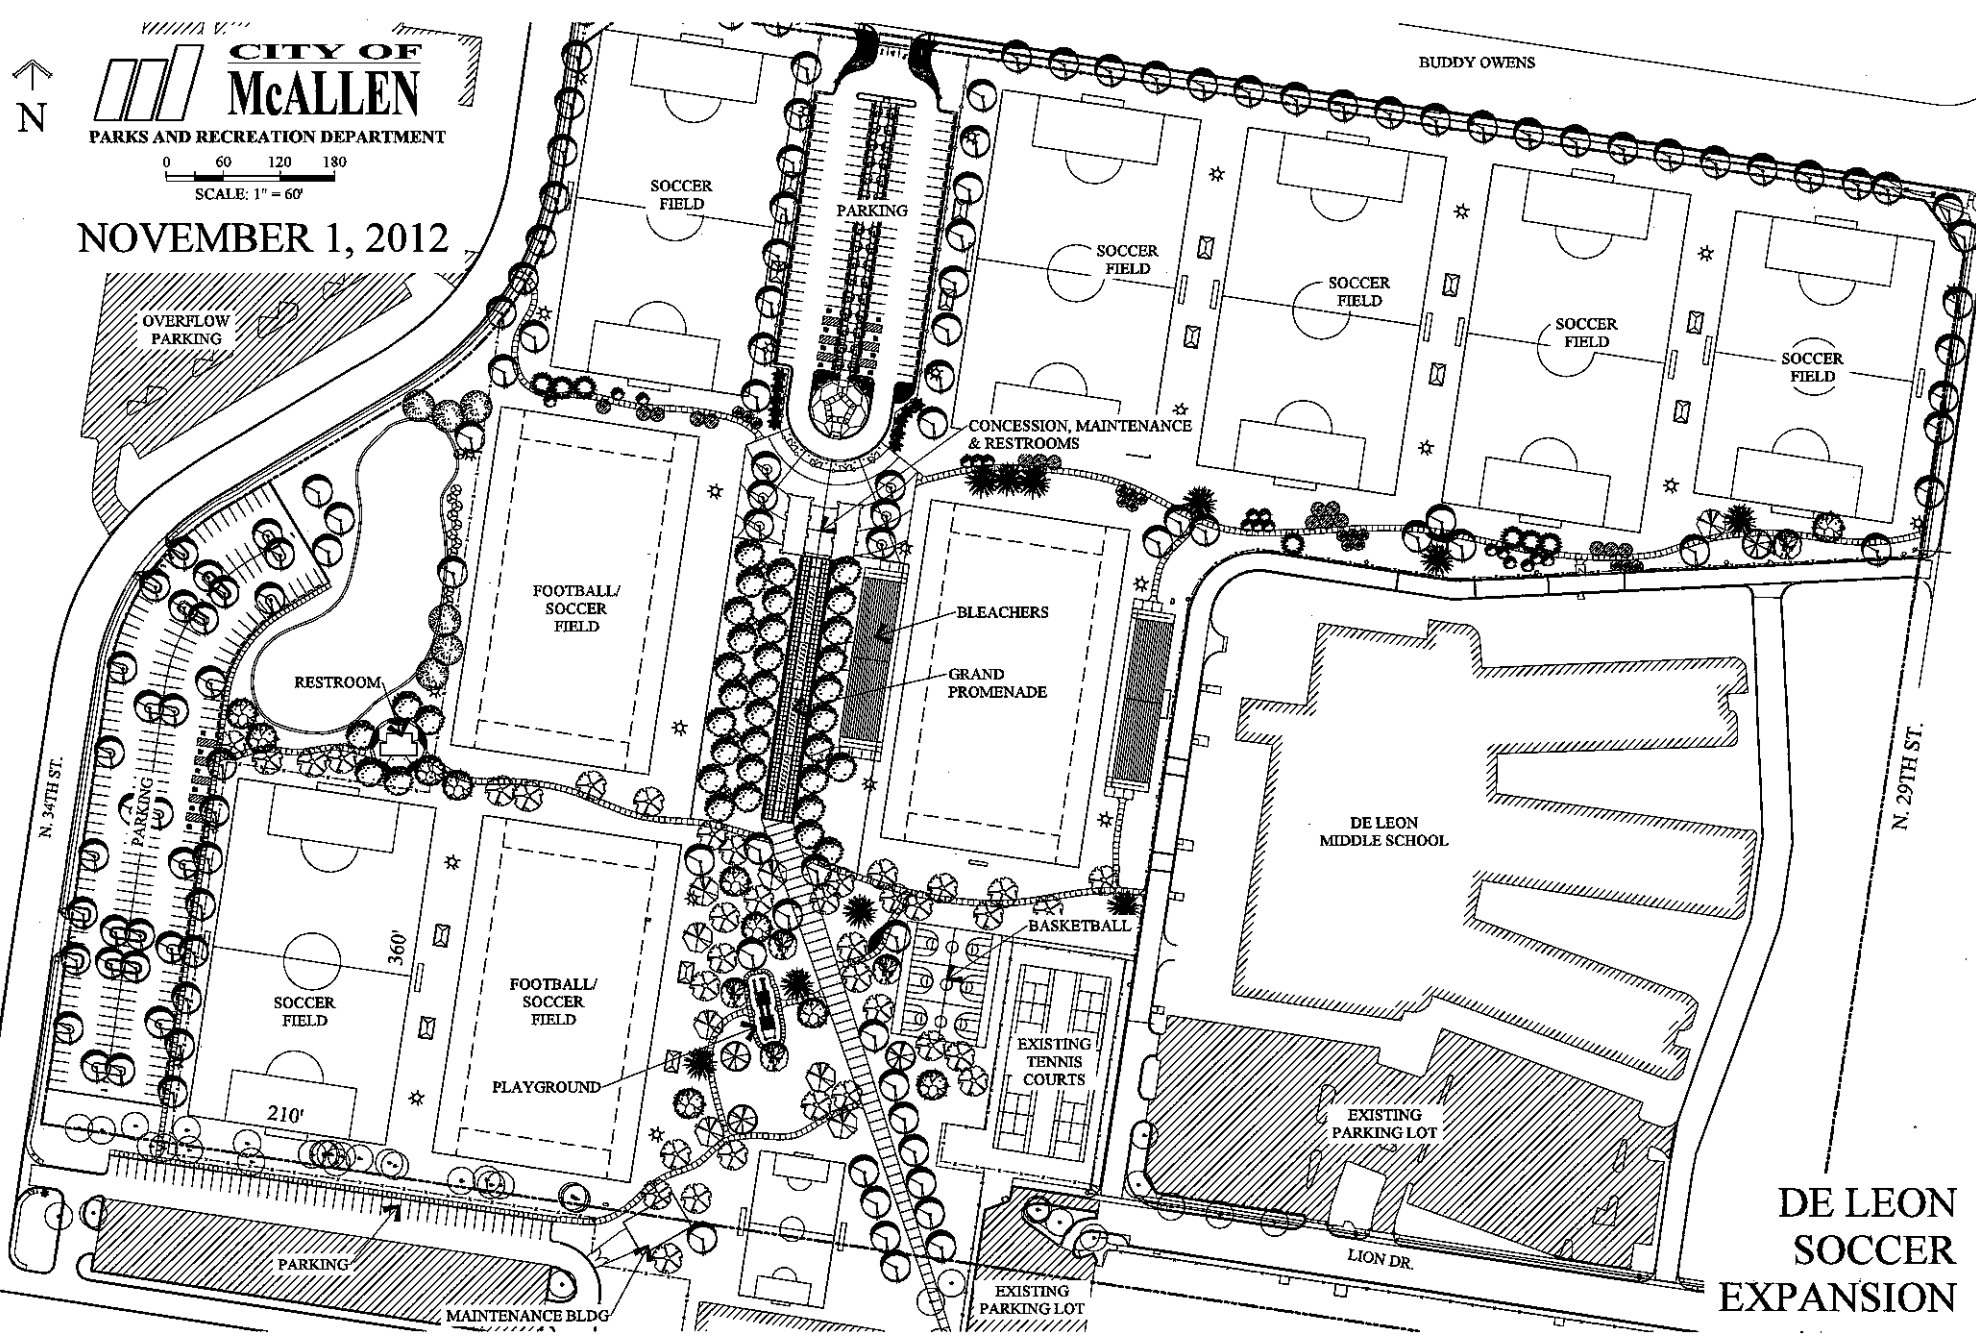 CITY OF
McALLEN
PARKS AND RECREATION DEPARTMENT
0 60 120 180
SCALE: 1" = 60'
NOVEMBER 1, 2012
N
BUDDY OWENS
OVERFLOW
PARKING
SOCCER
FIELD
PARKING
SOCCER
FIELD
SOCCER
FIELD
SOCCER
FIELD
SOCCER
FIELD
CONCESSION, MAINTENANCE
& RESTROOMS
FOOTBALL/
SOCCER
FIELD
BLEACHERS
GRAND
PROMENADE
RESTROOM
N. 34TH ST.
PARKING
N. 29TH ST.
DE LEON
MIDDLE SCHOOL
360'
SOCCER
FIELD
210'
FOOTBALL/
SOCCER
FIELD
BASKETBALL
EXISTING
TENNIS
COURTS
PLAYGROUND
EXISTING
PARKING LOT
PARKING
MAINTENANCE BLDG
EXISTING
PARKING LOT
LION DR.
DE LEON
SOCCER
EXPANSION